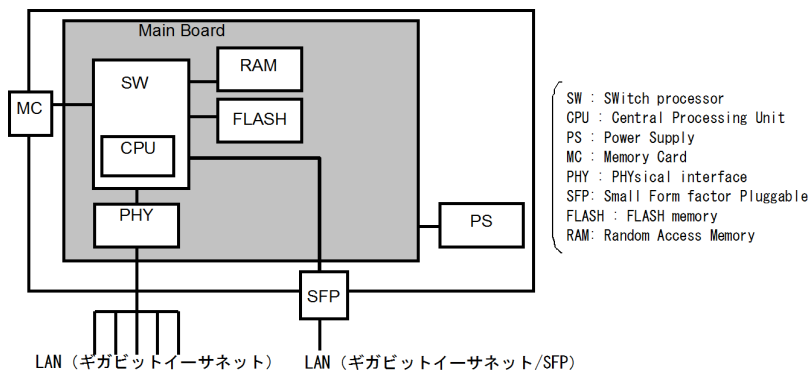 Main Board
SW
RAM
MC
FLASH
CPU
PHY
PS
SFP
LAN（ギガビットイーサネット）
LAN（ギガビットイーサネット/SFP）
SW : SWitch processor
CPU : Central Processing Unit
PS : Power Supply
MC : Memory Card
PHY : PHYsical interface
SFP: Small Form factor Pluggable
FLASH : FLASH memory
RAM: Random Access Memory